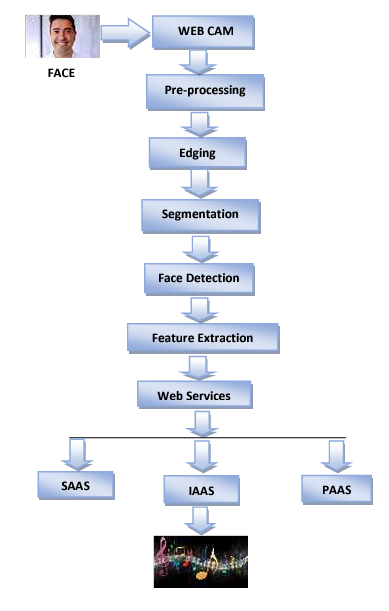 WEB CAM
FACE
Pre-processing
Edging
Segmentation
Face Detection
Feature Extraction
Web Services
SAAS
IAAS
PAAS